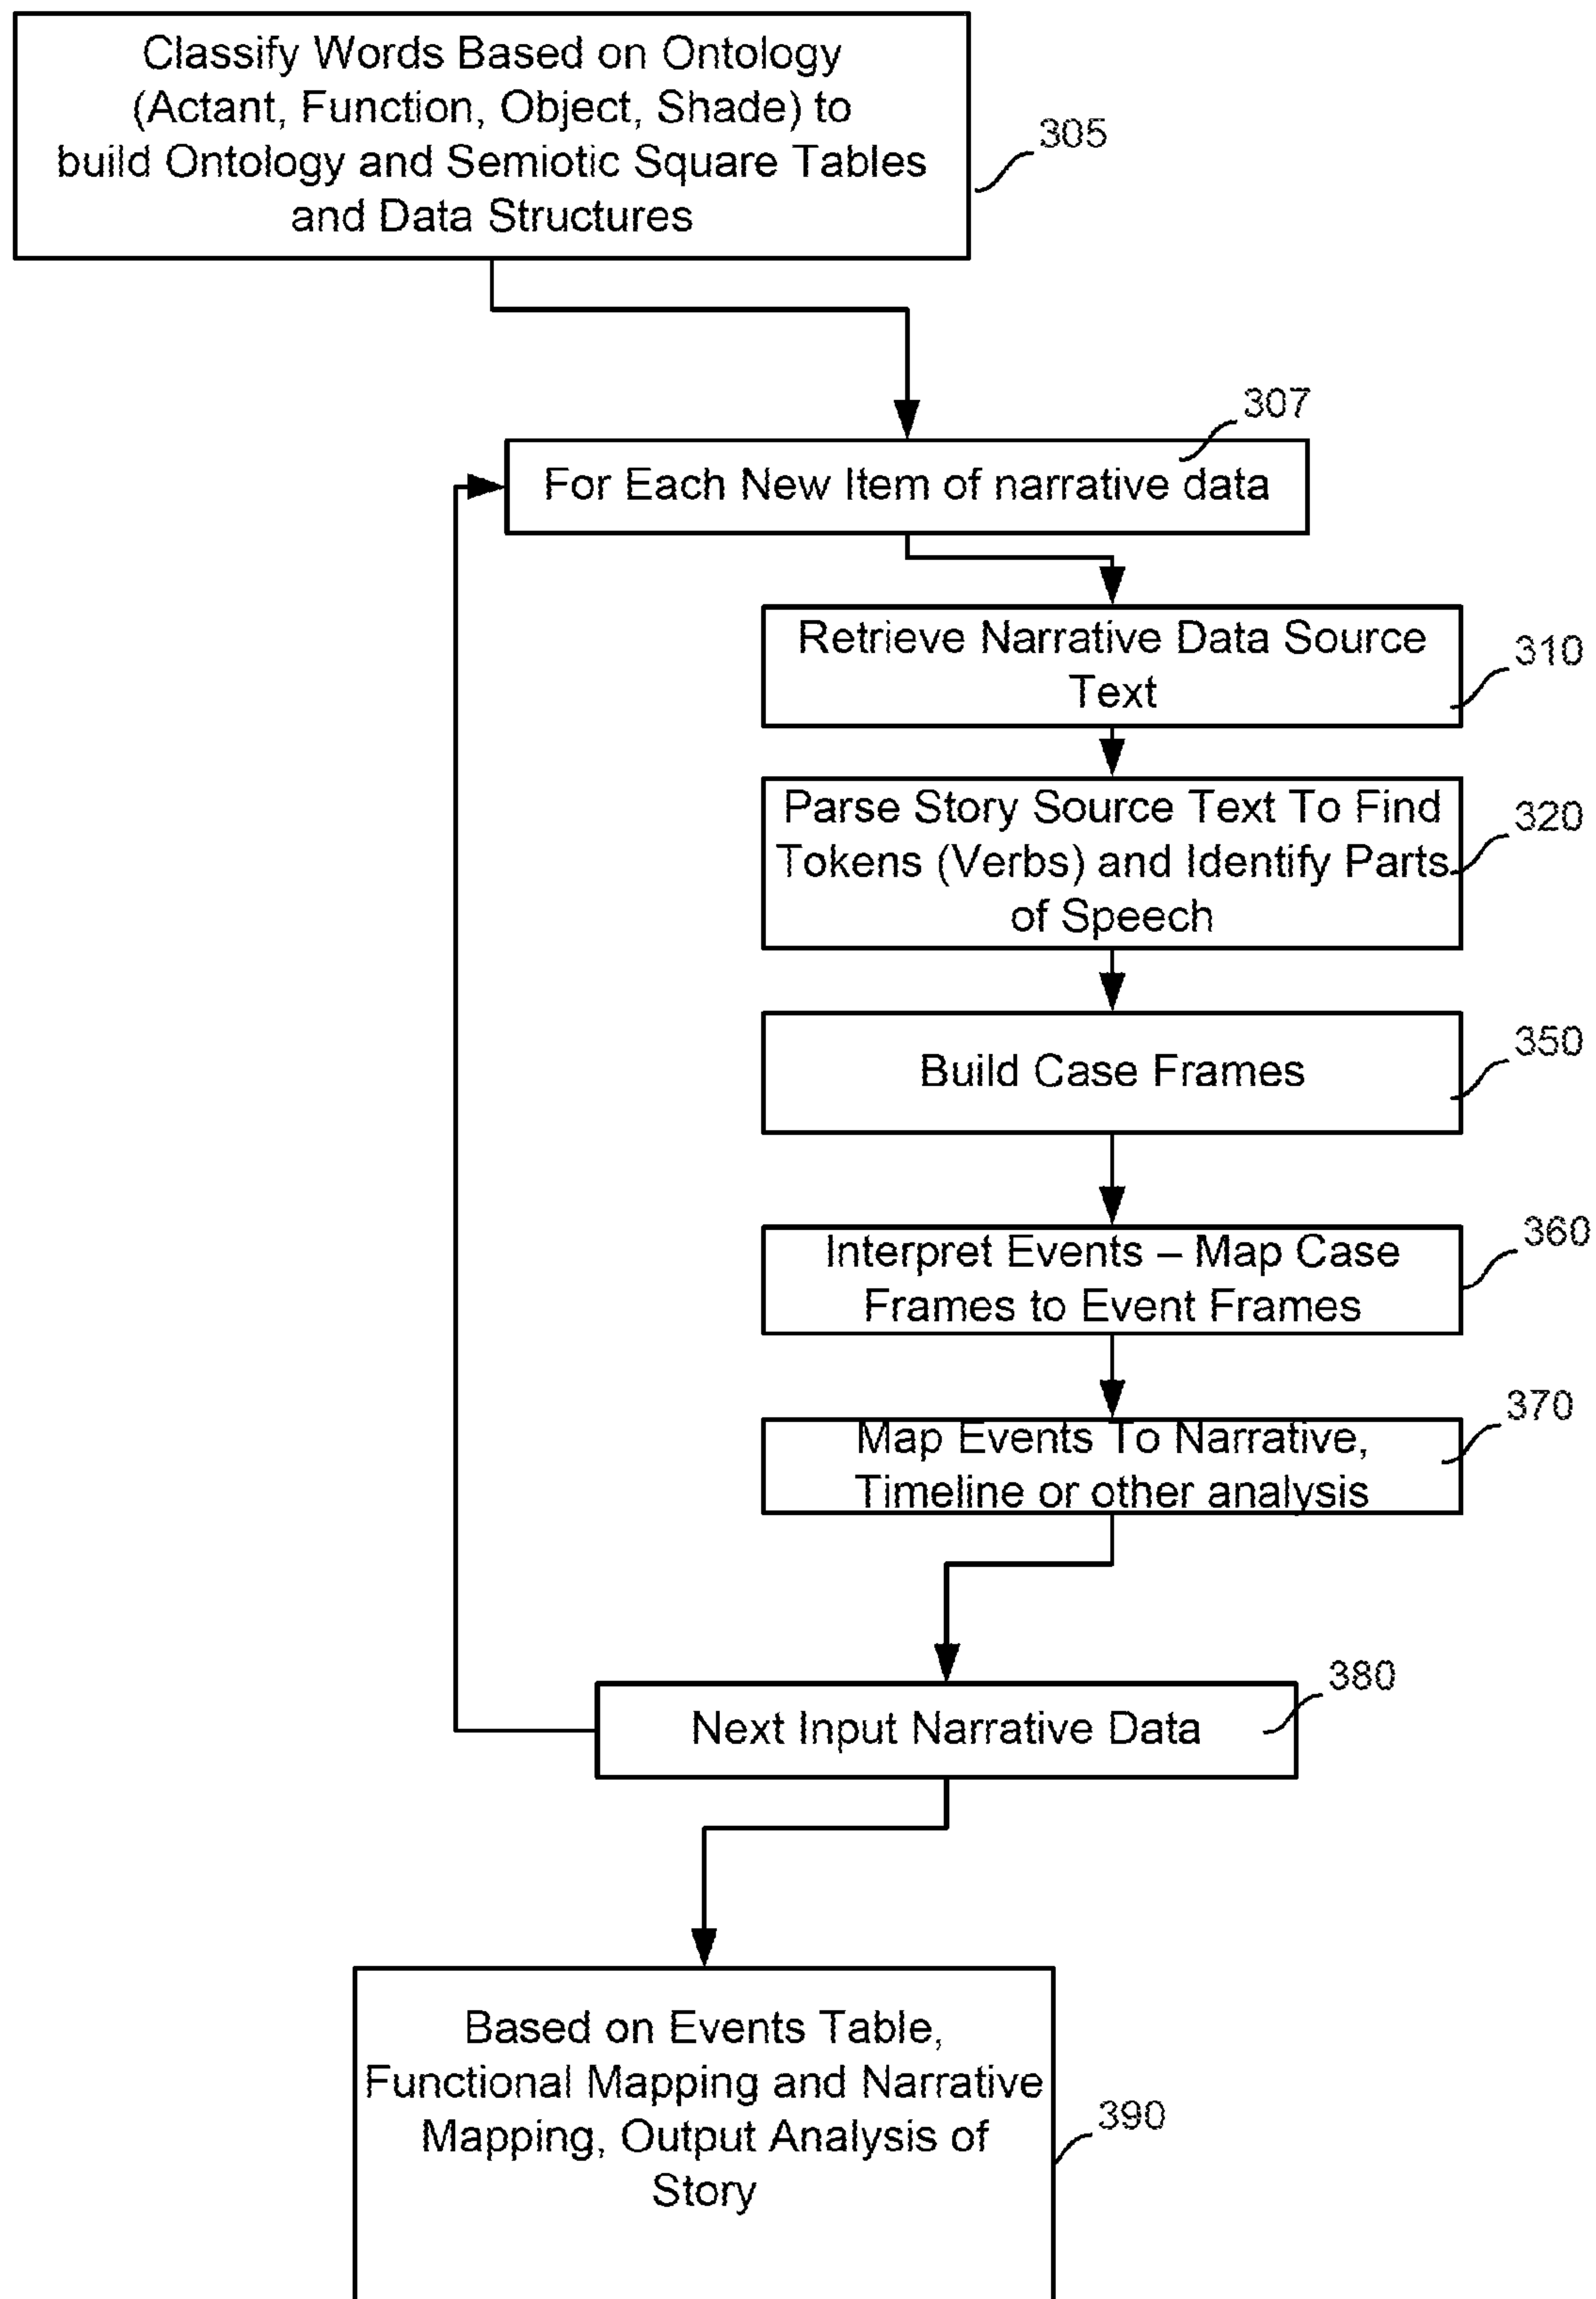 Classify Words Based on Ontology
(Actant, Function, Object, Shade) to
build Ontology and Semiotic Square Tables
and Data Structures
305
307
For Each New Item of narrative data
Retrieve Narrative Data Source
Text
310
Parse Story Source Text To Find
Tokens (Verbs) and Identify Parts
of Speech
320
Build Case Frames
350
Interpret Events – Map Case
Frames to Event Frames
360
Map Events To Narrative,
Timeline or other analysis
370
Next Input Narrative Data
380
Based on Events Table,
Functional Mapping and Narrative
Mapping, Output Analysis of
Story
390